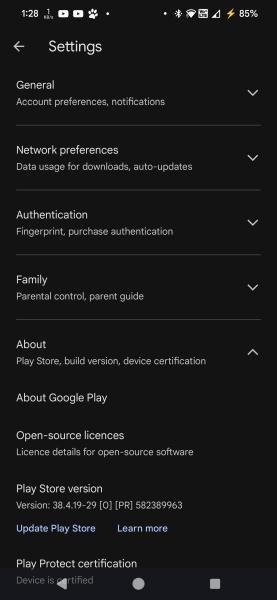 1:28 1 KB/s 85%
Settings
General
Account preferences, notifications
Network preferences
Data usage for downloads, auto-updates
Authentication
Fingerprint, purchase authentication
Family
Parental control, parent guide
About
Play Store, build version, device certification
About Google Play
Open-source licences
Licence details for open-source software
Play Store version
Version: 38.4.19-29 [0] [PR] 582389963
Update Play Store Learn more
Play Protect certification
Device is certified